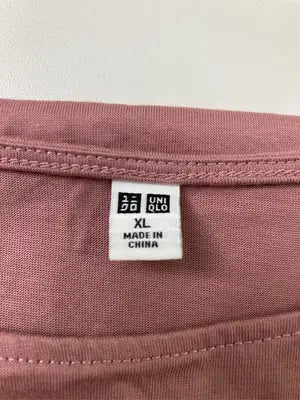 ユニ UNI
クロ QLO
XL
MADE IN
CHINA